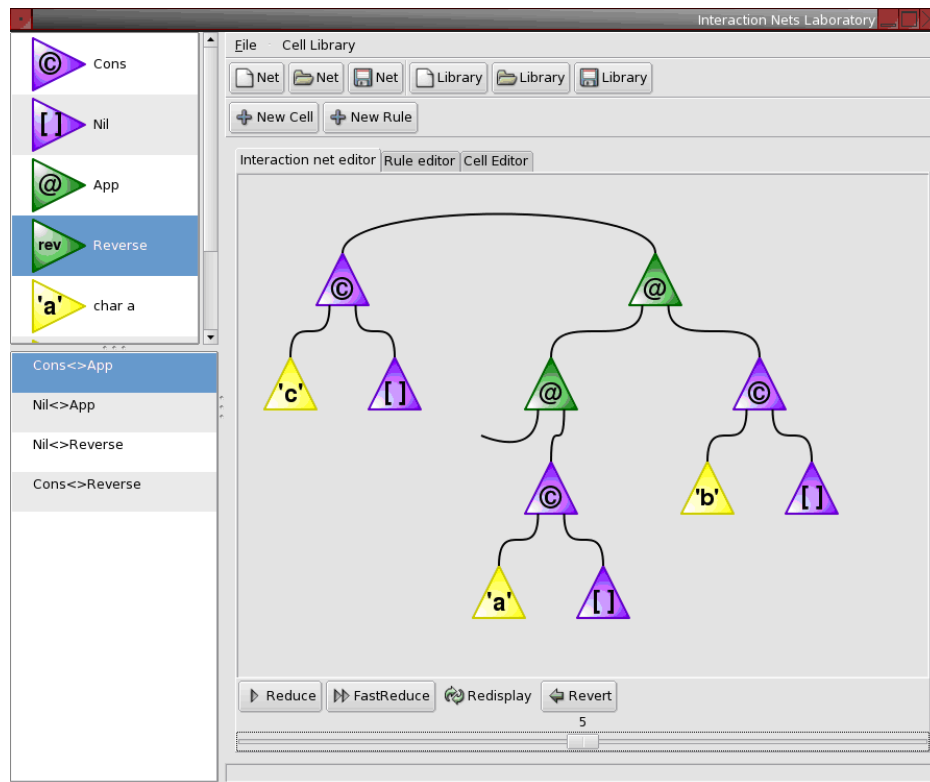 Interaction Nets Laboratory
File Cell Library
Net Net Net Library Library Library
New Cell New Rule
Interaction net editor Rule editor Cell Editor
© Cons
[ ] Nil
@ App
rev Reverse
'a' char a
Cons<>App
Nil<>App
Nil<>Reverse
Cons<>Reverse
© @
'c' [ ] @ ©
© 'b' [ ]
'a' [ ]
Reduce FastReduce Redisplay Revert
5